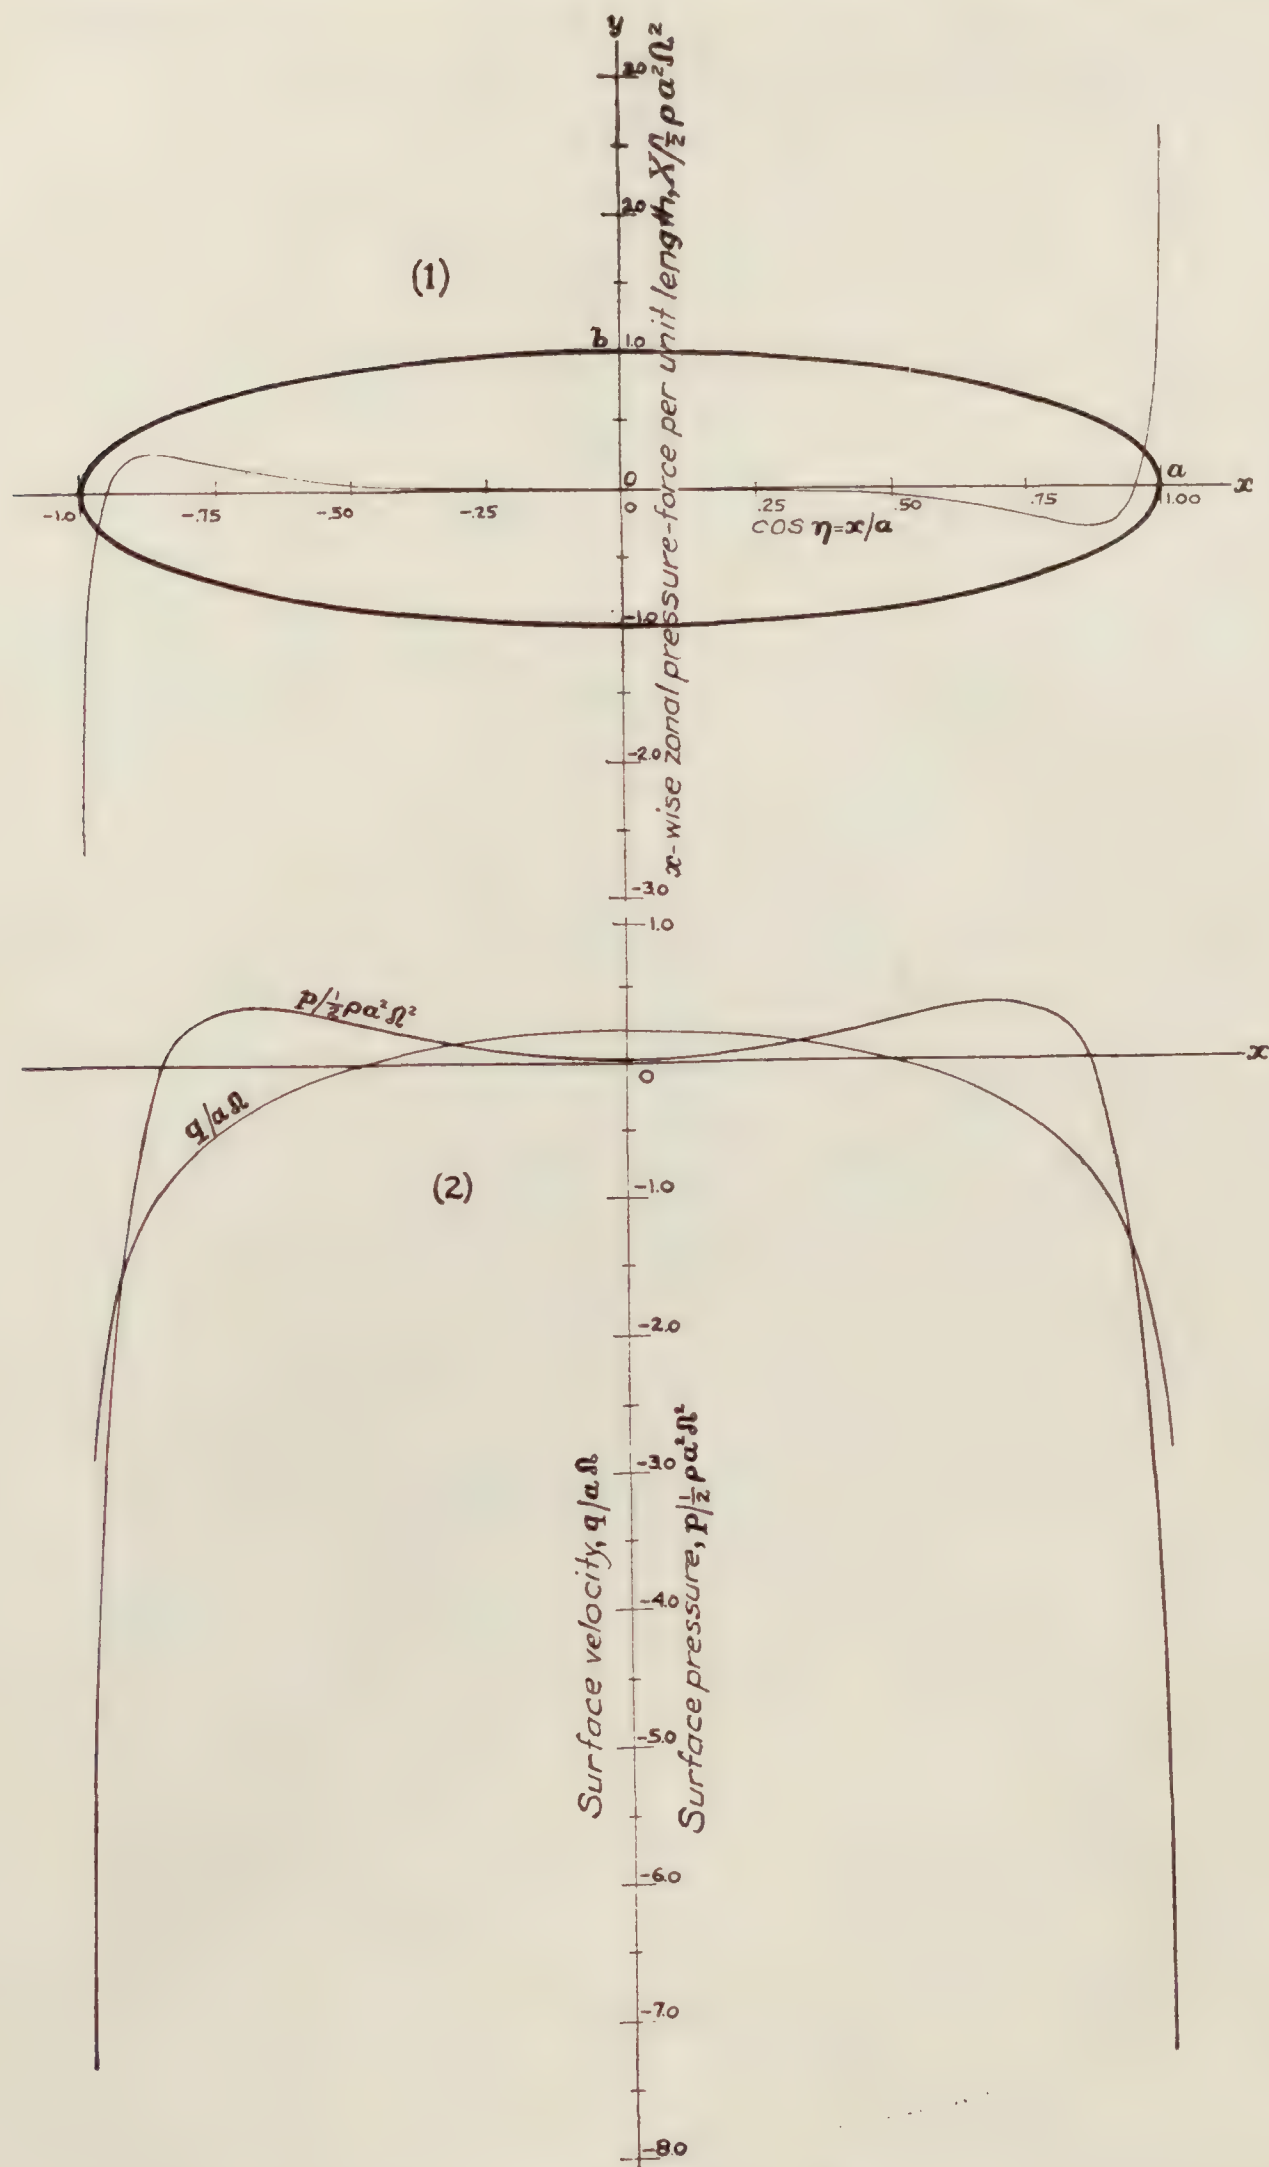 y
3.0
x-wise zonal pressure-force per unit length, X/½ρa²Ω²
2.0
(1)
b
1.0
a
0
x
-1.0
-.75
-.50
-.25
0
.25
.50
.75
1.00
cos η=x/a
-1.0
-2.0
-3.0
1.0
p/½ρa²Ω²
x
0
q/aΩ
(2)
-1.0
-2.0
-3.0
Surface velocity, q/aΩ
Surface pressure, p/½ρa²Ω²
-4.0
-5.0
-6.0
-7.0
-8.0